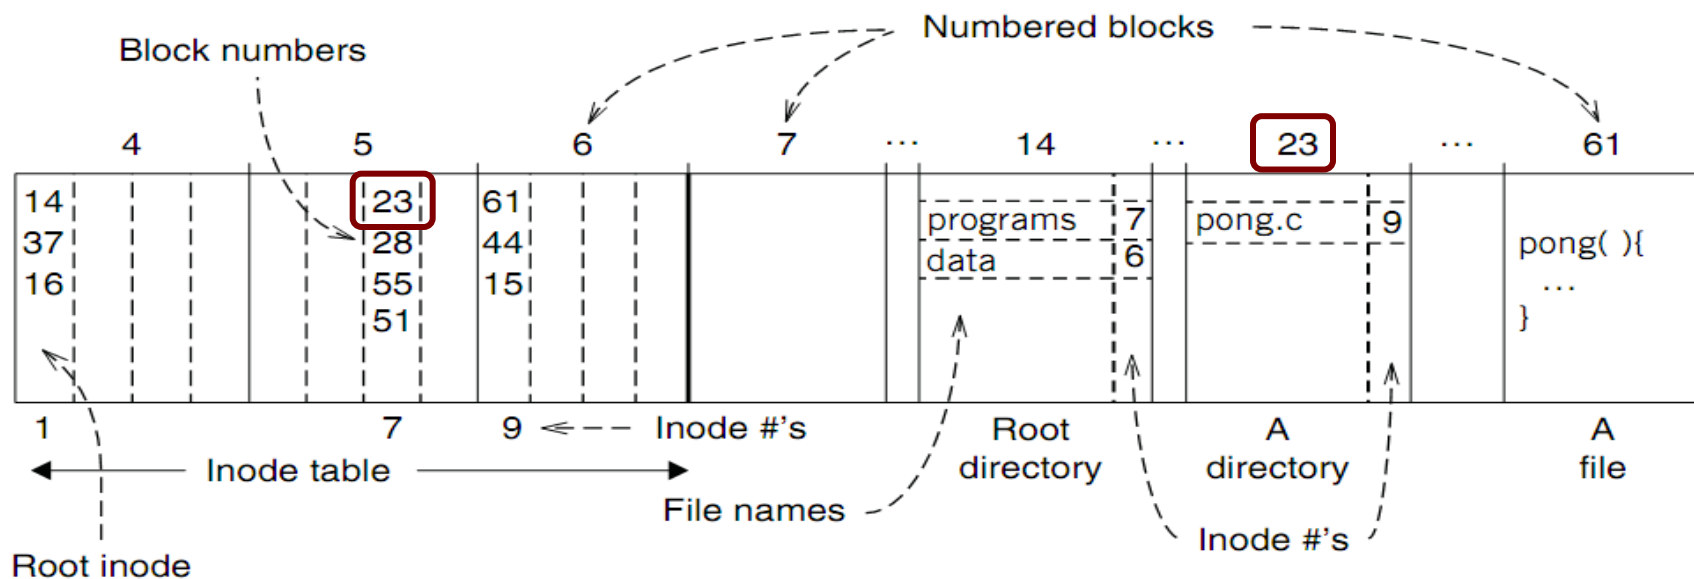 Numbered blocks
Block numbers
4 5 6 7 ... 14 ... 23 ... 61
14 23 61
programs 7 pong.c 9
37 28 44
pong( ){
data 6
16 55 15
...
51
}
1 7 9 Inode #'s Root A A
directory directory file
Inode table
File names
Inode #'s
Root inode